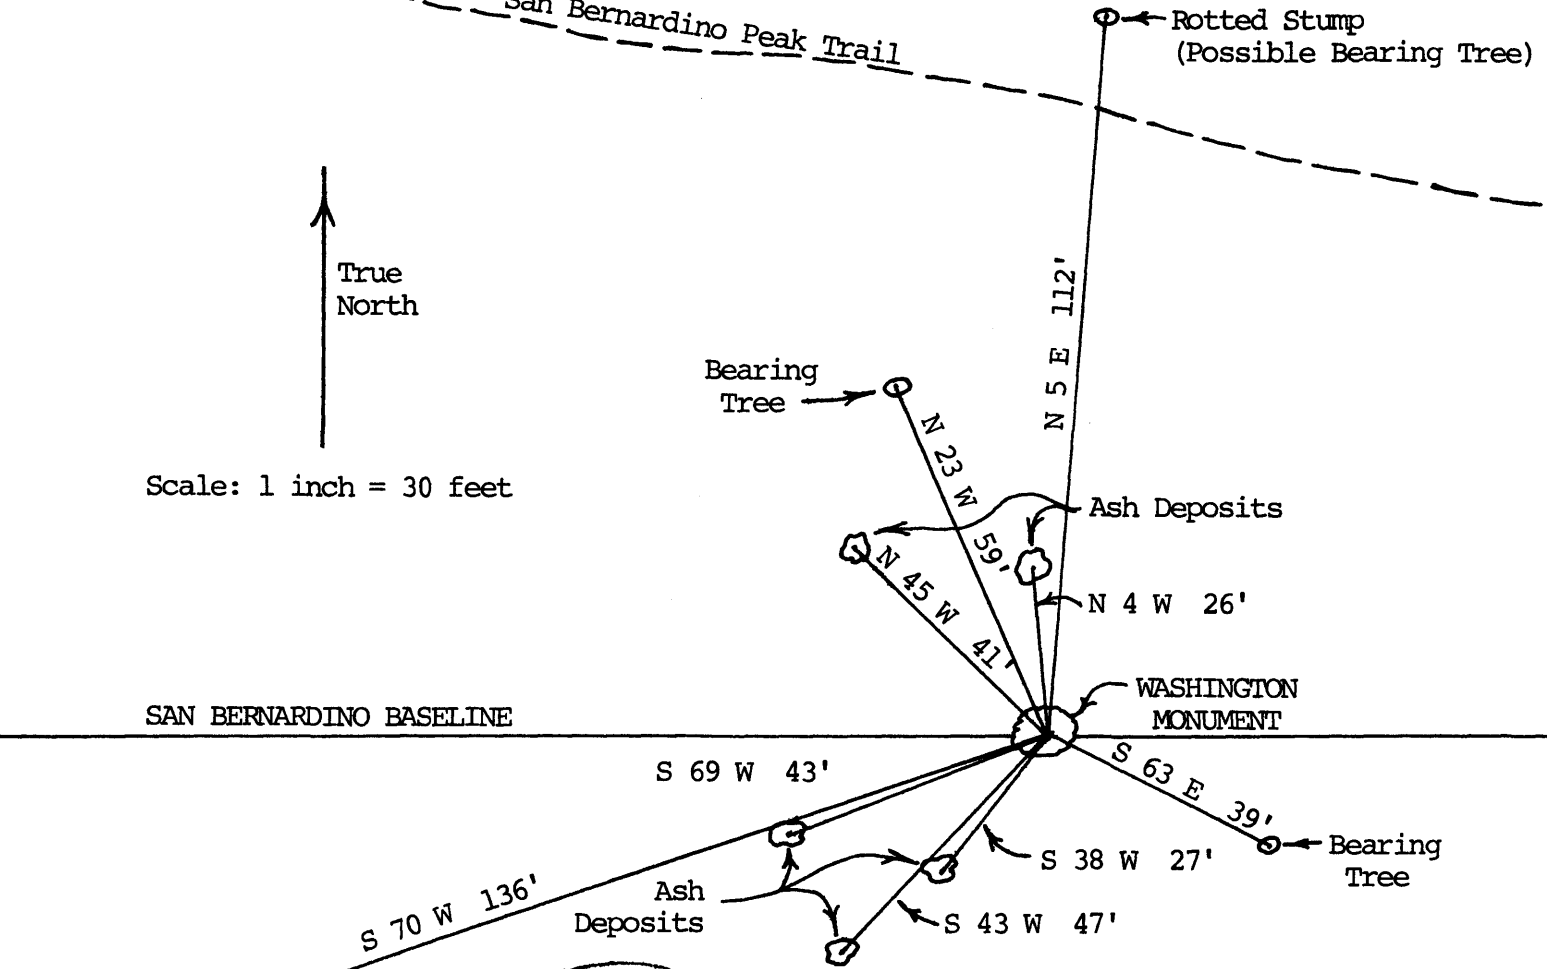 San Bernardino Peak Trail
Rotted Stump
(Possible Bearing Tree)
True
North
N 5 E 112'
Bearing
Tree
N 23 W 59'
Scale: 1 inch = 30 feet
Ash Deposits
N 45 W 41'
N 4 W 26'
WASHINGTON
MONUMENT
SAN BERNARDINO BASELINE
S 69 W 43'
S 63 E 39'
Bearing
Tree
S 38 W 27'
Ash
Deposits
S 70 W 136'
S 43 W 47'